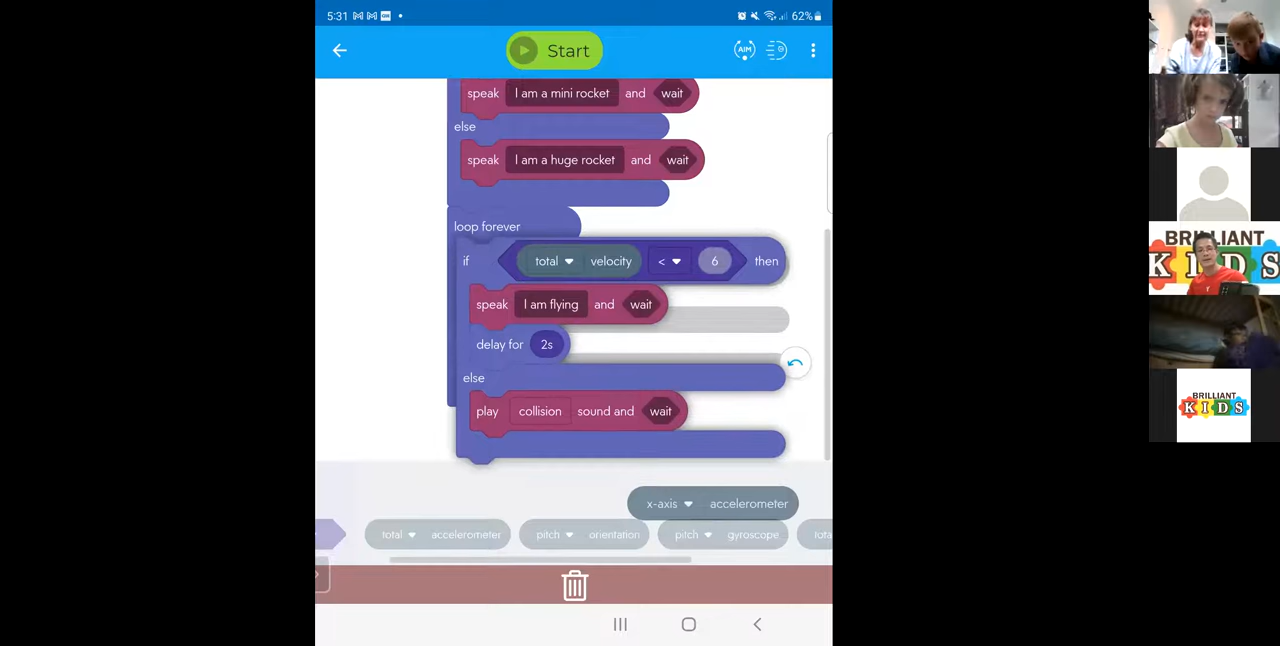 5:31 62%
Start
AIM
speak I am a mini rocket and wait
else
speak I am a huge rocket and wait
loop forever
if total velocity < 6 then
speak I am flying and wait
delay for 2s
else
play collision sound and wait
x-axis accelerometer
total accelerometer pitch orientation pitch gyroscope
BRILLIANT
KIDS
BRILLIANT
KIDS